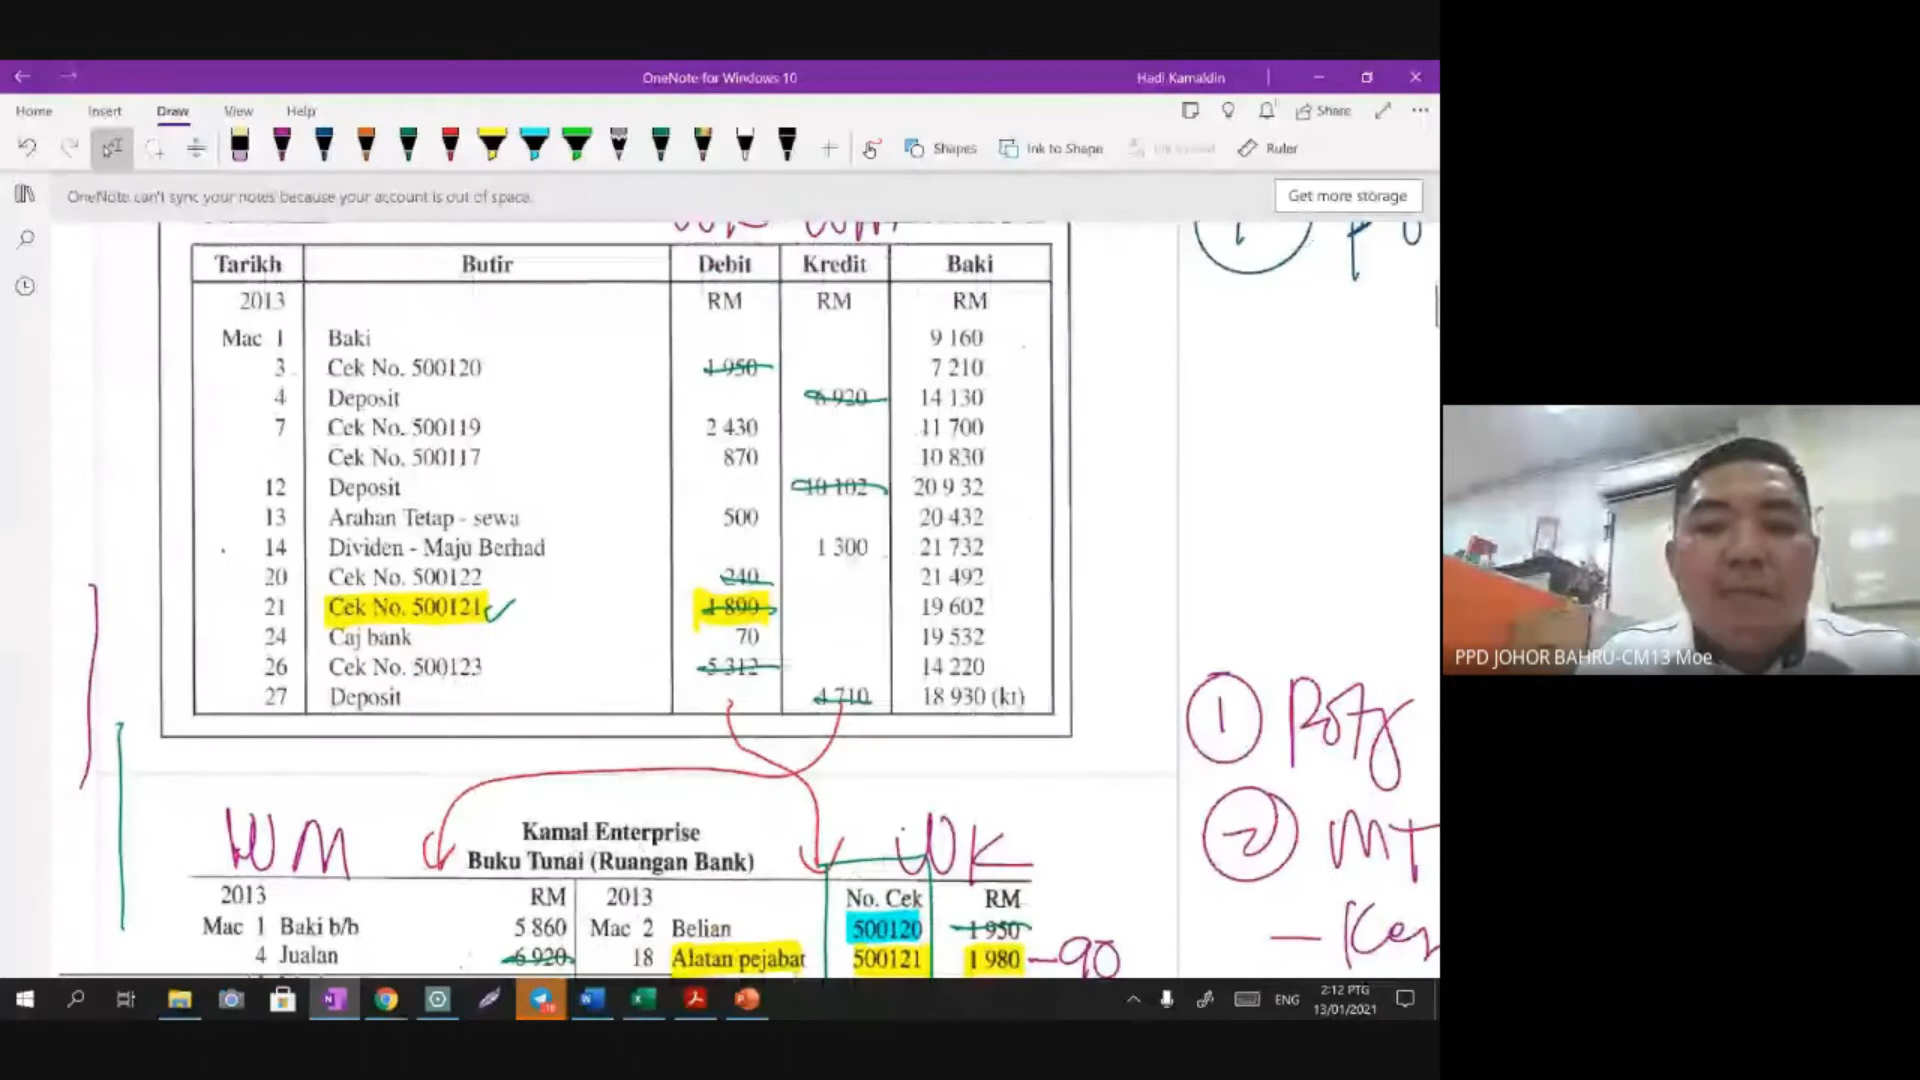 OneNote for Windows 10 Hadi Kamaldin
Home Insert Draw View Help Share
Shapes Ink to Shape Ruler
OneNote can't sync your notes because your account is out of space. Get more storage
Tarikh Butir Debit Kredit Baki
2013 RM RM RM
Mac 1 Baki 9 160
3 Cek No. 500120 1 950 7 210
4 Deposit 6 920 14 130
7 Cek No. 500119 2 430 11 700
Cek No. 500117 870 10 830
12 Deposit 10 102 20 9 32
13 Arahan Tetap - sewa 500 20 432
14 Dividen - Maju Berhad 1 300 21 732
20 Cek No. 500122 240 21 492
21 Cek No. 500121 1 890 19 602
24 Caj bank 70 19 532
26 Cek No. 500123 5 312 14 220
27 Deposit 4 710 18 930 (kt)
PPD JOHOR BAHRU-CM13 Moe
1
2 MT
WM WK
Kamal Enterprise
Buku Tunai (Ruangan Bank)
2013 RM 2013 No. Cek RM
Mac 1 Baki b/b 5 860 Mac 2 Belian 500120 1 950
4 Jualan 6 920 18 Alatan pejabat 500121 1 980 -90
ENG 2:12 PTG
13/01/2021